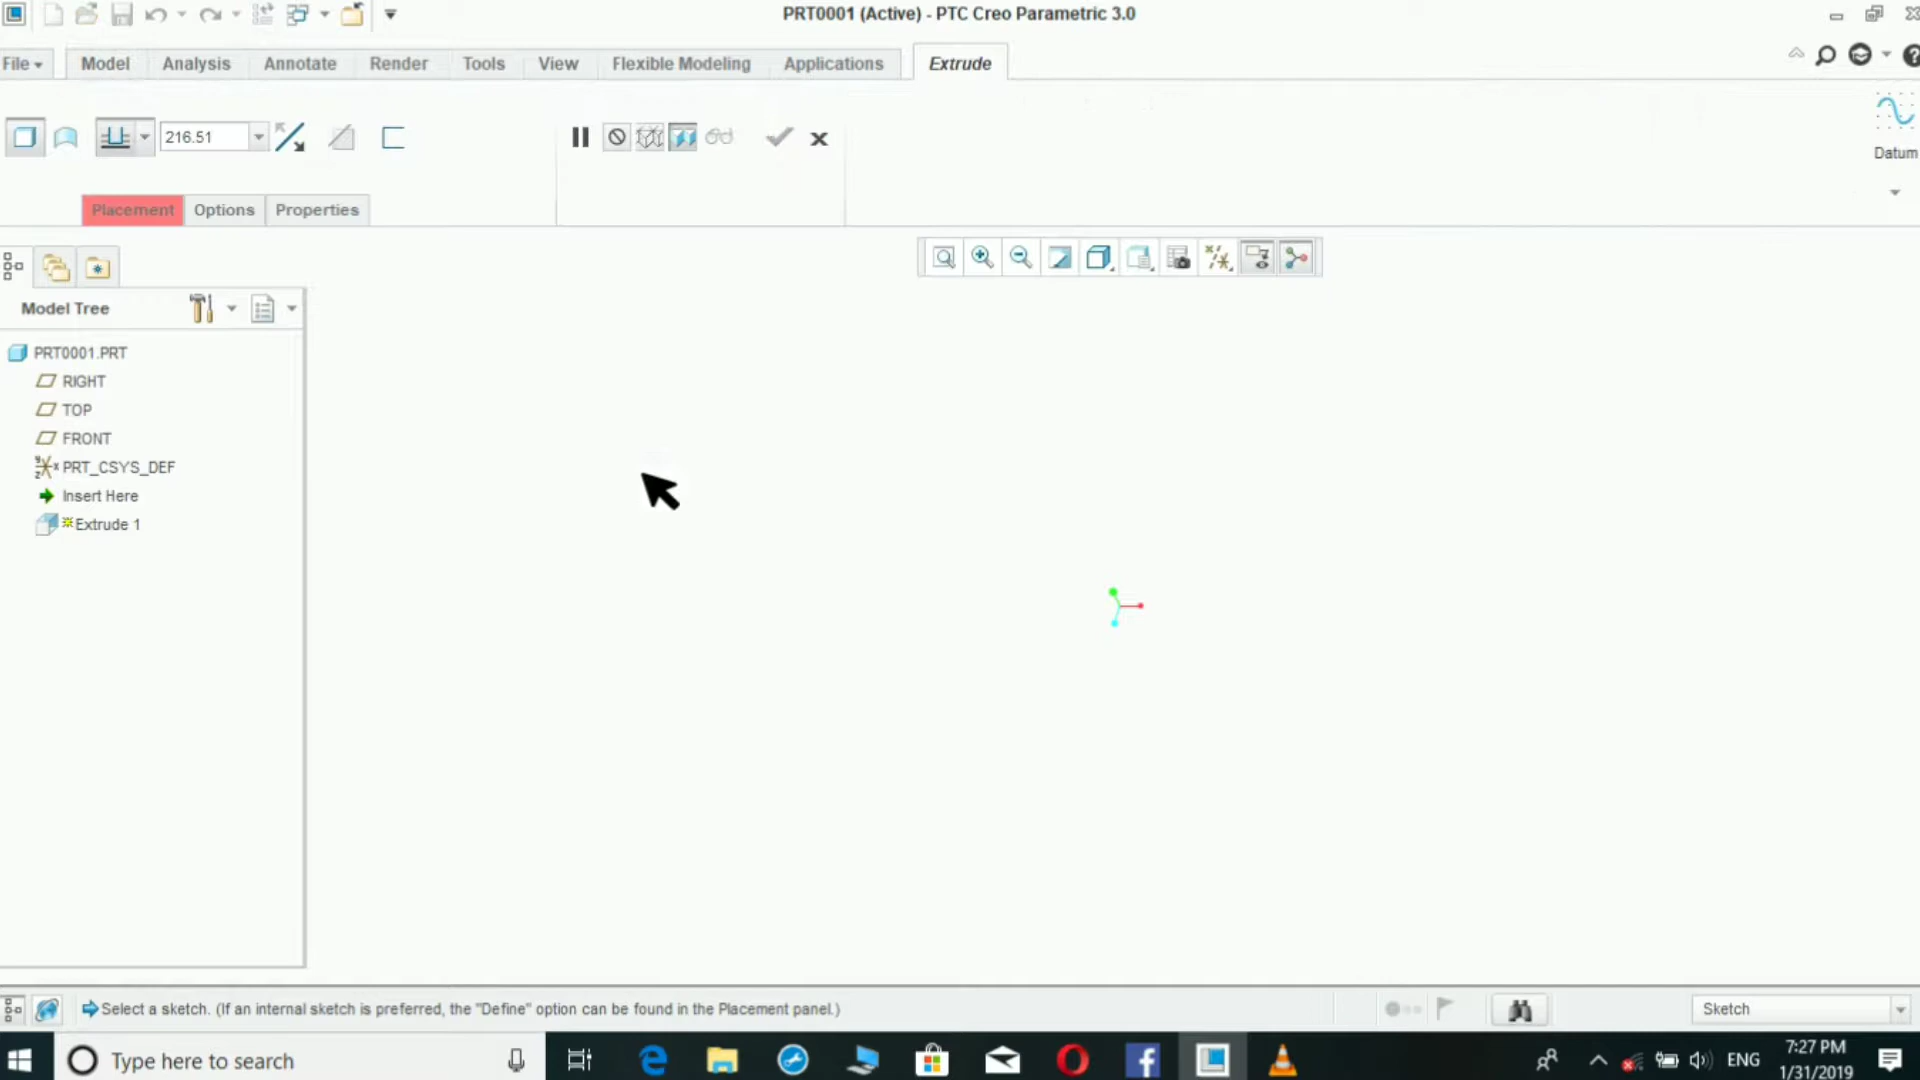 PRT0001 (Active) - PTC Creo Parametric 3.0
File Model Analysis Annotate Render Tools View Flexible Modeling Applications Extrude
216.51
Datum
Placement Options Properties
Model Tree
PRT0001.PRT
RIGHT
TOP
FRONT
PRT_CSYS_DEF
Insert Here
Extrude 1
Select a sketch. (If an internal sketch is preferred, the "Define" option can be found in the Placement panel.)
Sketch
Type here to search
ENG
7:27 PM
1/31/2019